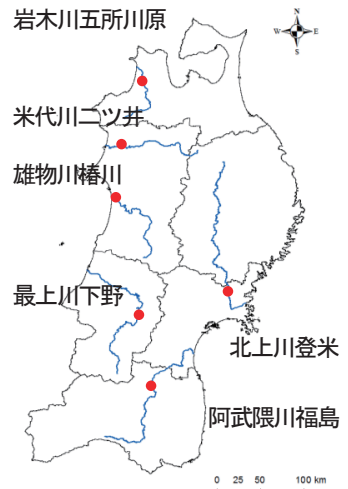 岩木川五所川原
N
W E
S
米代川二ツ井
雄物川椿川
最上川下野
北上川登米
阿武隈川福島
0 25 50 100 km